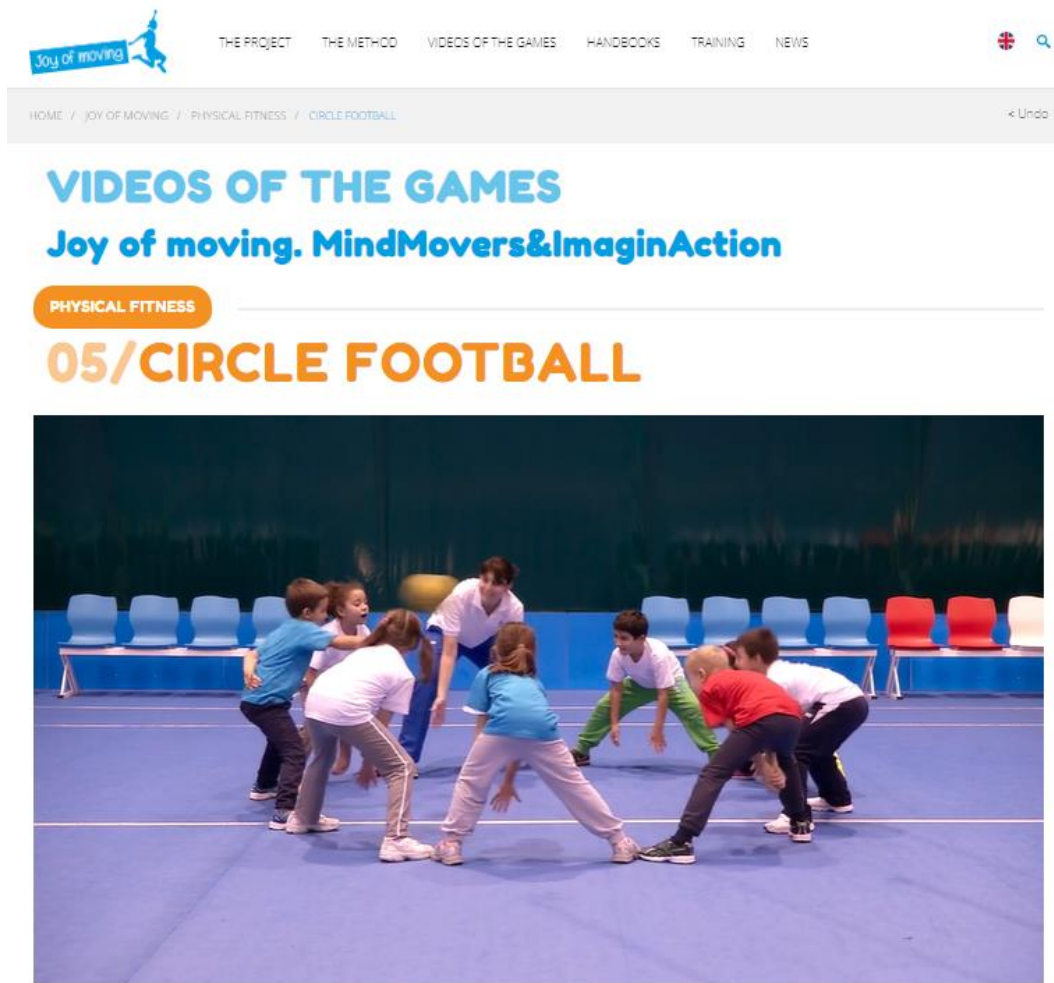 Joy of moving
THE PROJECT THE METHOD VIDEOS OF THE GAMES HANDBOOKS TRAINING NEWS
HOME / JOY OF MOVING / PHYSICAL FITNESS / CIRCLE FOOTBALL
< Undo
VIDEOS OF THE GAMES
Joy of moving. MindMovers&ImaginAction
PHYSICAL FITNESS
05/CIRCLE FOOTBALL